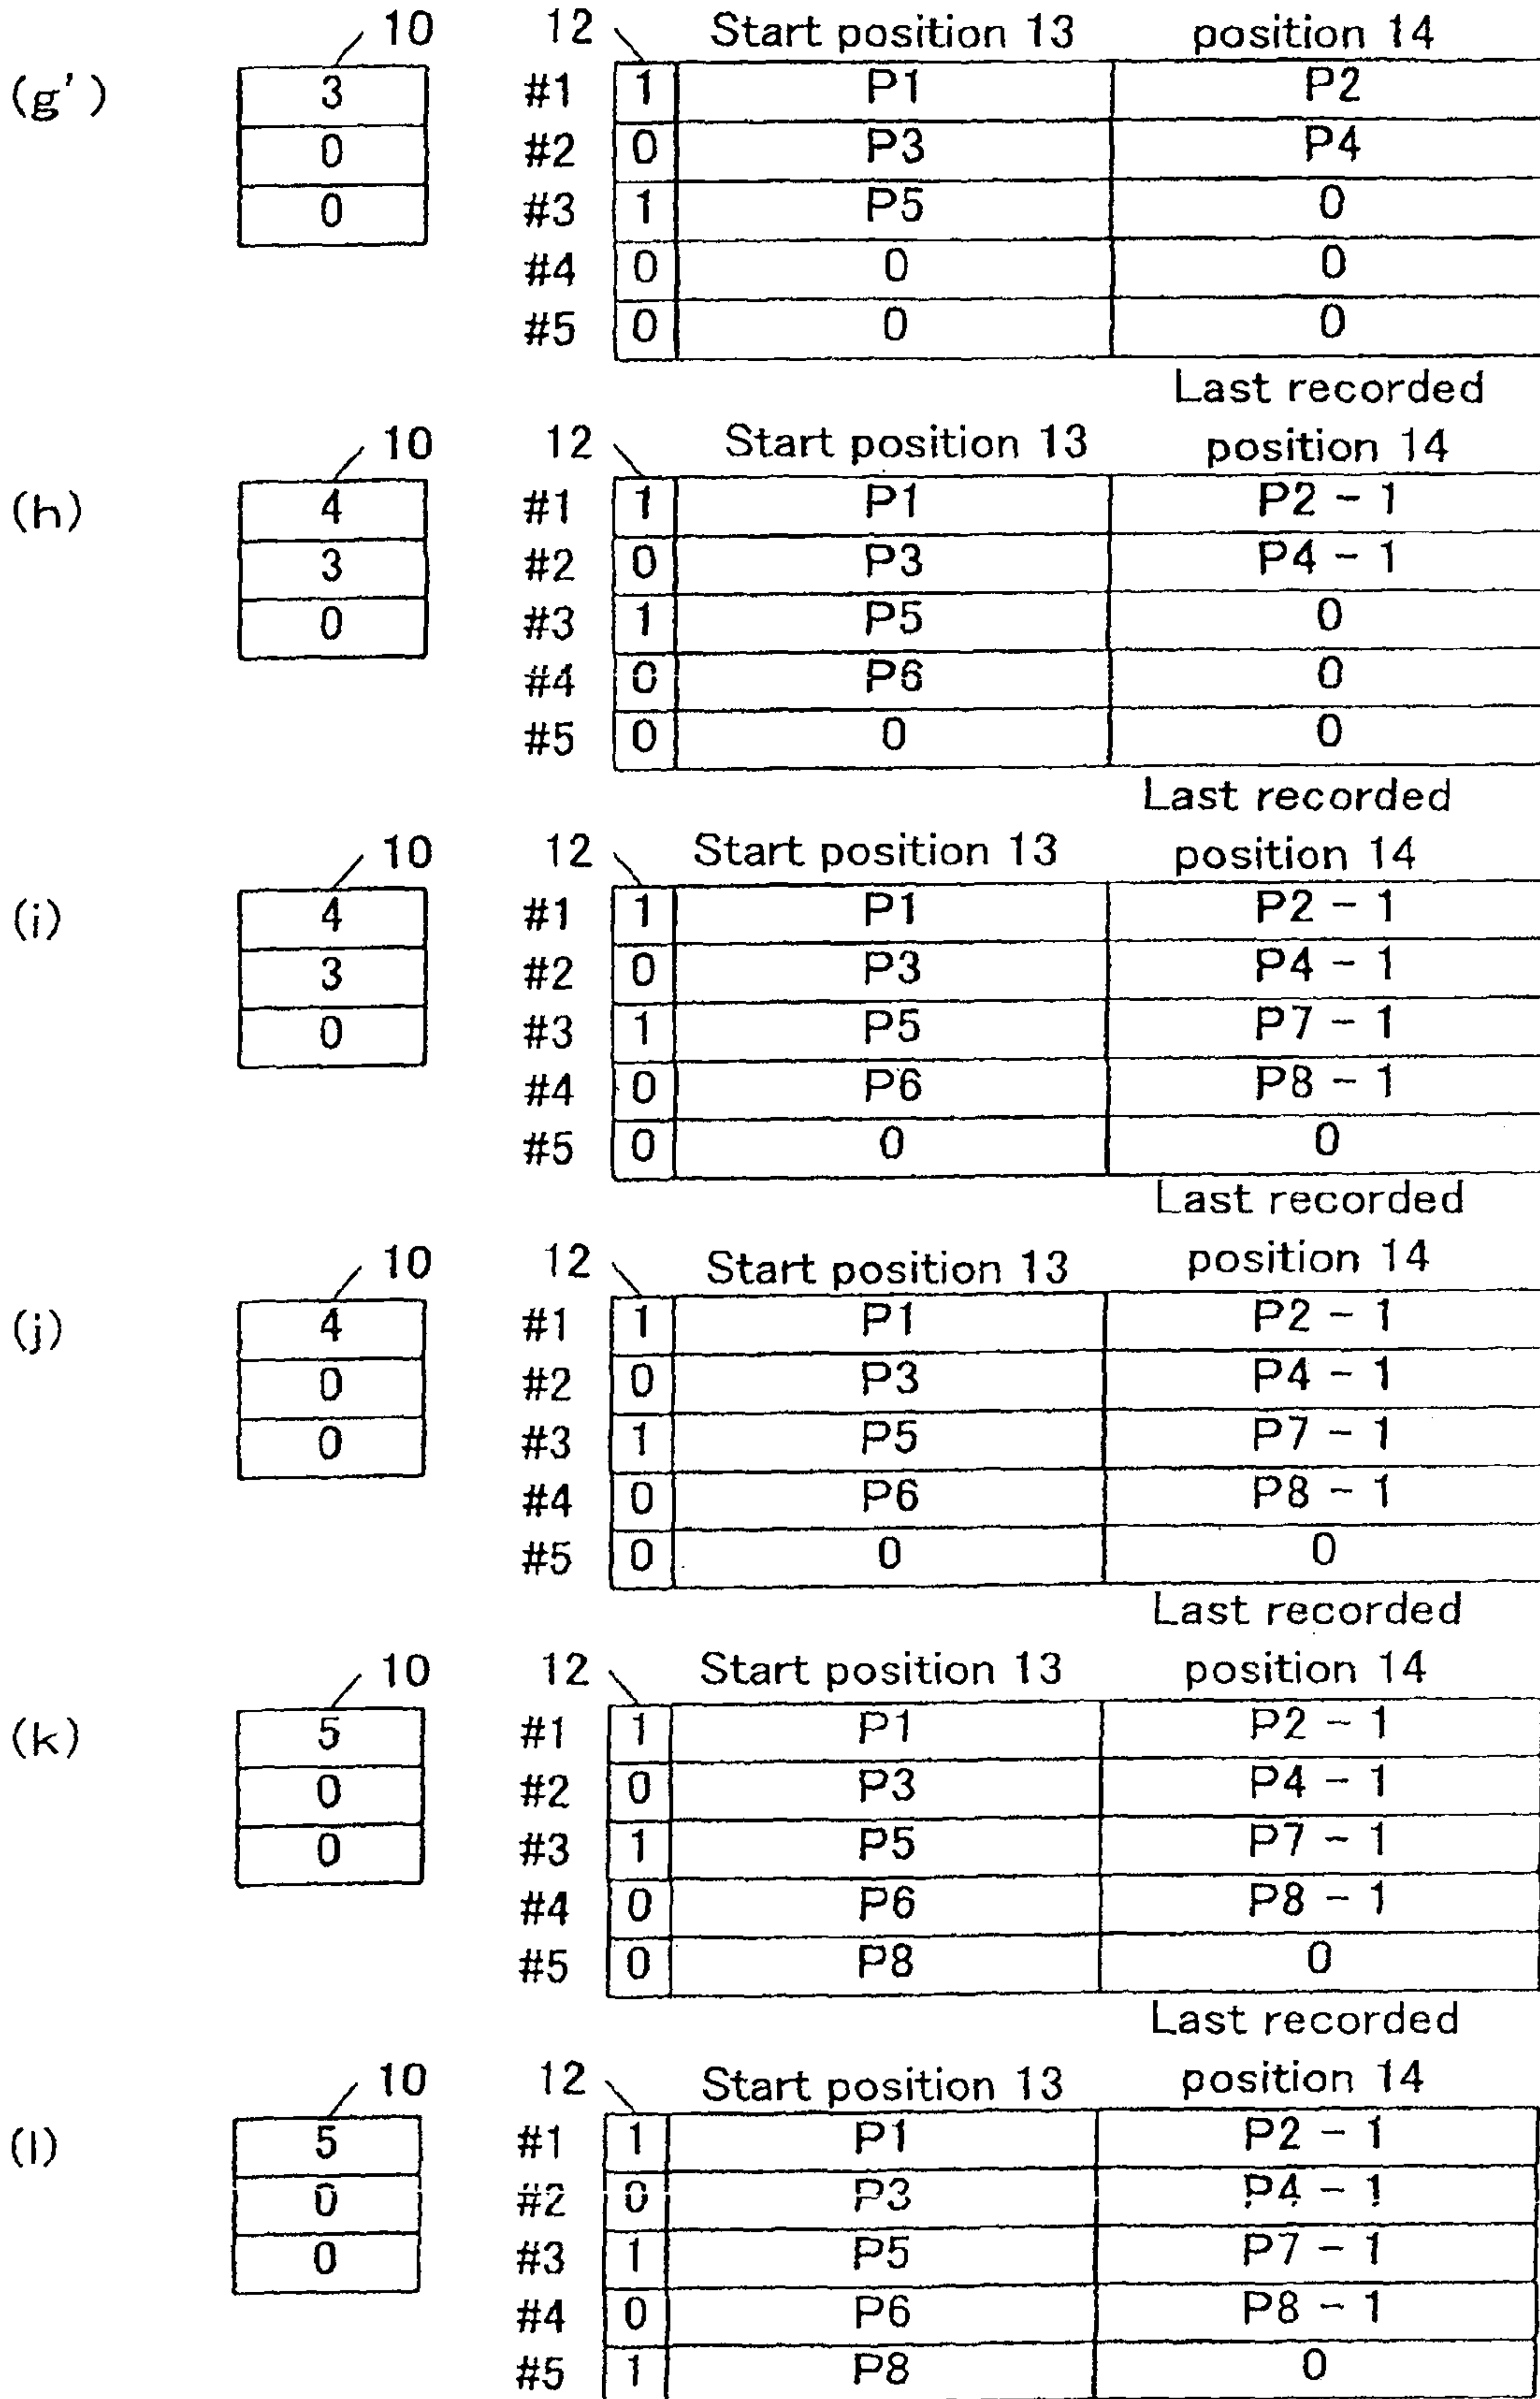 10 12 Start position 13 position 14
(g') 3 #1 1 P1 P2
0 #2 0 P3 P4
0 #3 1 P5 0
#4 0 0 0
#5 0 0 0
Last recorded
10 12 Start position 13 position 14
(h) 4 #1 1 P1 P2 - 1
3 #2 0 P3 P4 - 1
0 #3 1 P5 0
#4 0 P6 0
#5 0 0 0
Last recorded
10 12 Start position 13 position 14
(i) 4 #1 1 P1 P2 - 1
3 #2 0 P3 P4 - 1
0 #3 1 P5 P7 - 1
#4 0 P6 P8 - 1
#5 0 0 0
Last recorded
10 12 Start position 13 position 14
(j) 4 #1 1 P1 P2 - 1
0 #2 0 P3 P4 - 1
0 #3 1 P5 P7 - 1
#4 0 P6 P8 - 1
#5 0 0 0
Last recorded
10 12 Start position 13 position 14
(k) 5 #1 1 P1 P2 - 1
0 #2 0 P3 P4 - 1
0 #3 1 P5 P7 - 1
#4 0 P6 P8 - 1
#5 0 P8 0
Last recorded
10 12 Start position 13 position 14
(l) 5 #1 1 P1 P2 - 1
0 #2 0 P3 P4 - 1
0 #3 1 P5 P7 - 1
#4 0 P6 P8 - 1
#5 1 P8 0